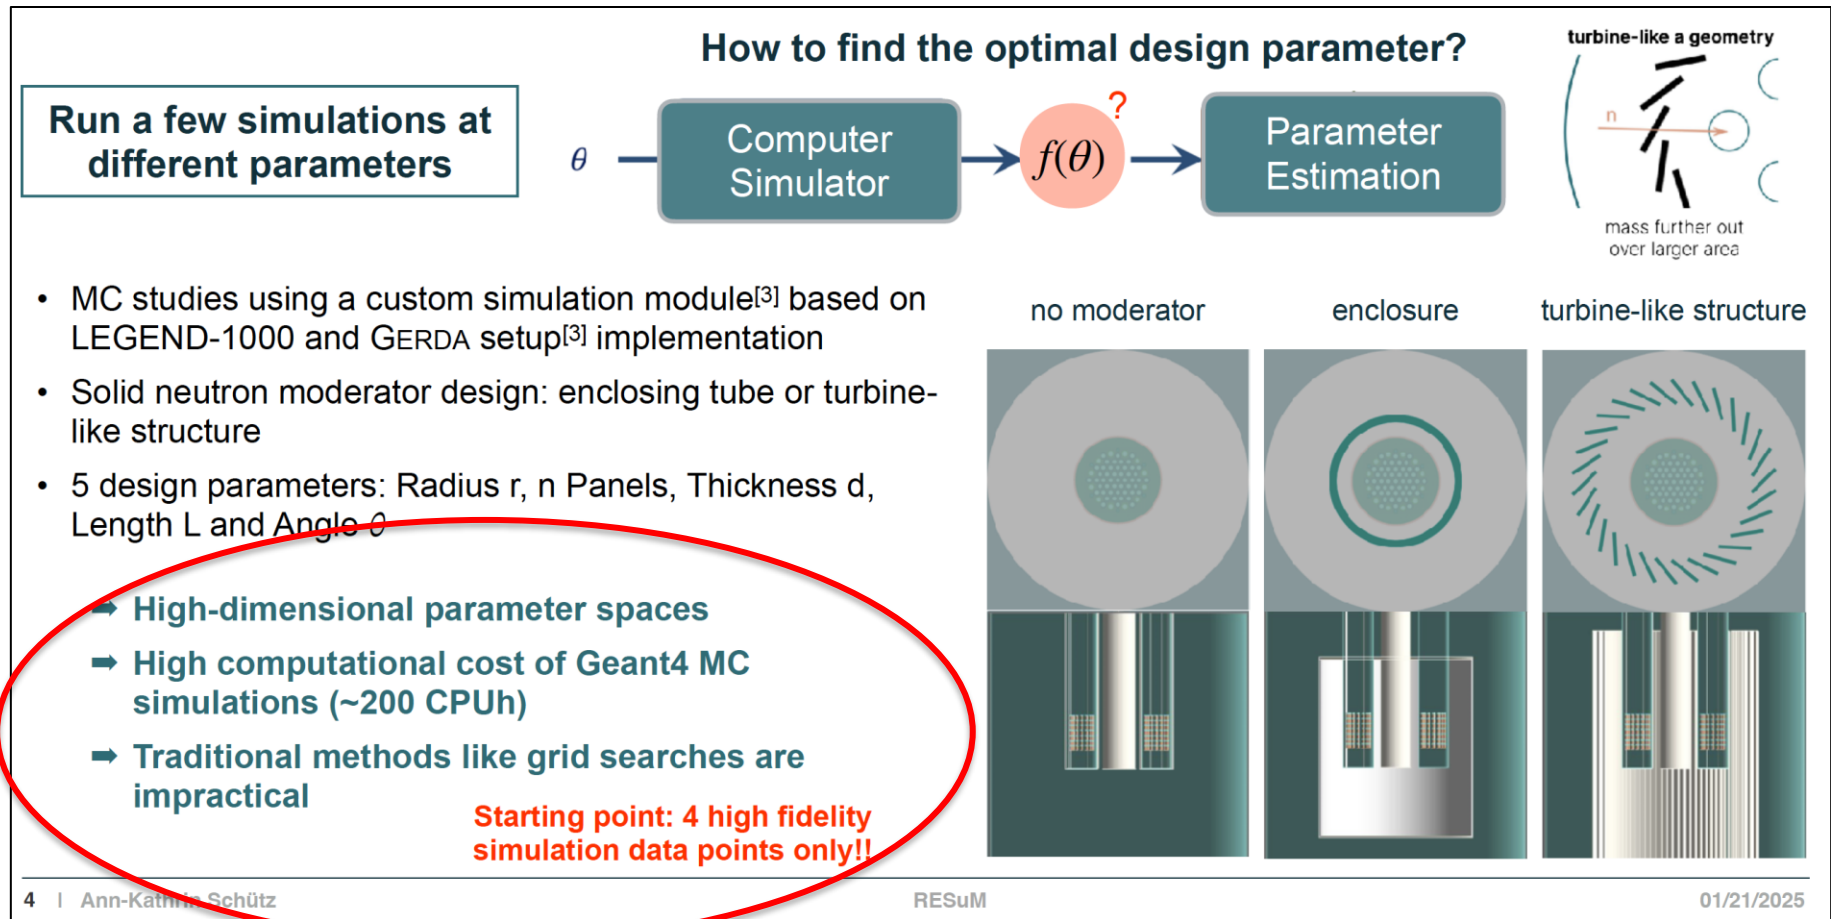 How to find the optimal design parameter?
Run a few simulations at
different parameters
θ
Computer
Simulator
f(θ)
?
Parameter
Estimation
turbine-like a geometry
n
mass further out
over larger area
• MC studies using a custom simulation module[3] based on
LEGEND-1000 and GERDA setup[3] implementation
• Solid neutron moderator design: enclosing tube or turbine-
like structure
• 5 design parameters: Radius r, n Panels, Thickness d,
Length L and Angle θ
➡ High-dimensional parameter spaces
➡ High computational cost of Geant4 MC
simulations (~200 CPUh)
➡ Traditional methods like grid searches are
impractical
Starting point: 4 high fidelity
simulation data points only!!
no moderator
enclosure
turbine-like structure
4 | Ann-Kathrin Schütz
RESuM
01/21/2025